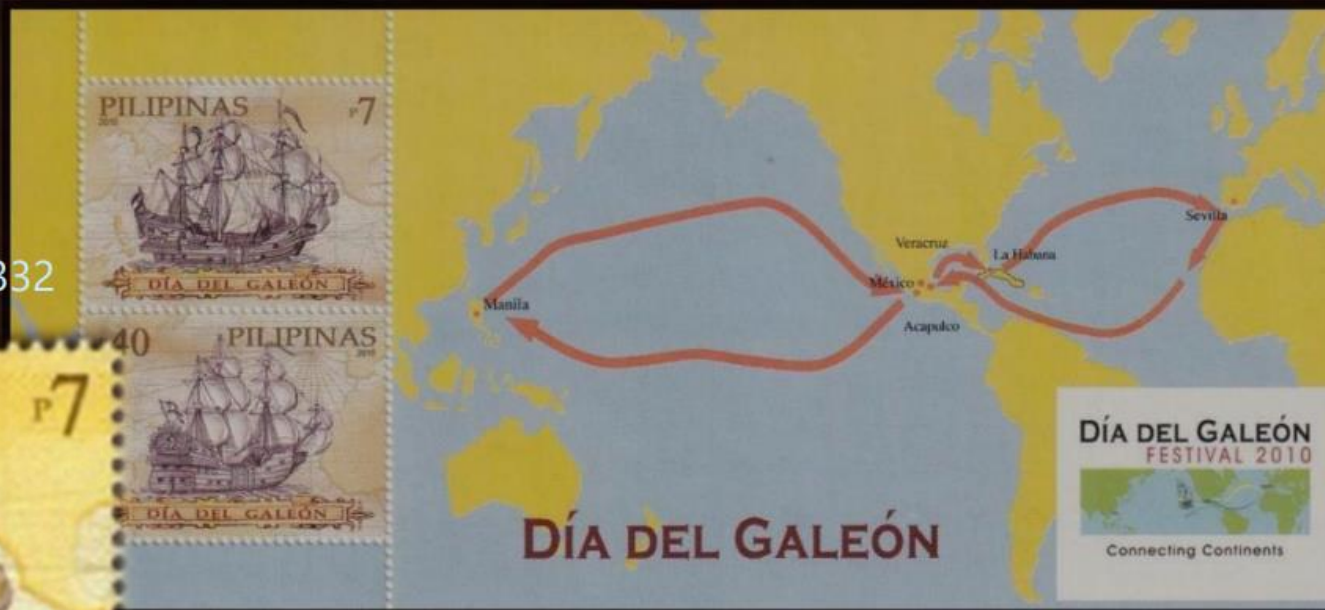 PILIPINAS P7
2010
DÍA DEL GALEÓN
332
40 PILIPINAS
2010
DÍA DEL GALEÓN
P7
Manila
Veracruz
La Habana
México
Acapulco
Sevilla
DÍA DEL GALEÓN
DÍA DEL GALEÓN
FESTIVAL 2010
Connecting Continents